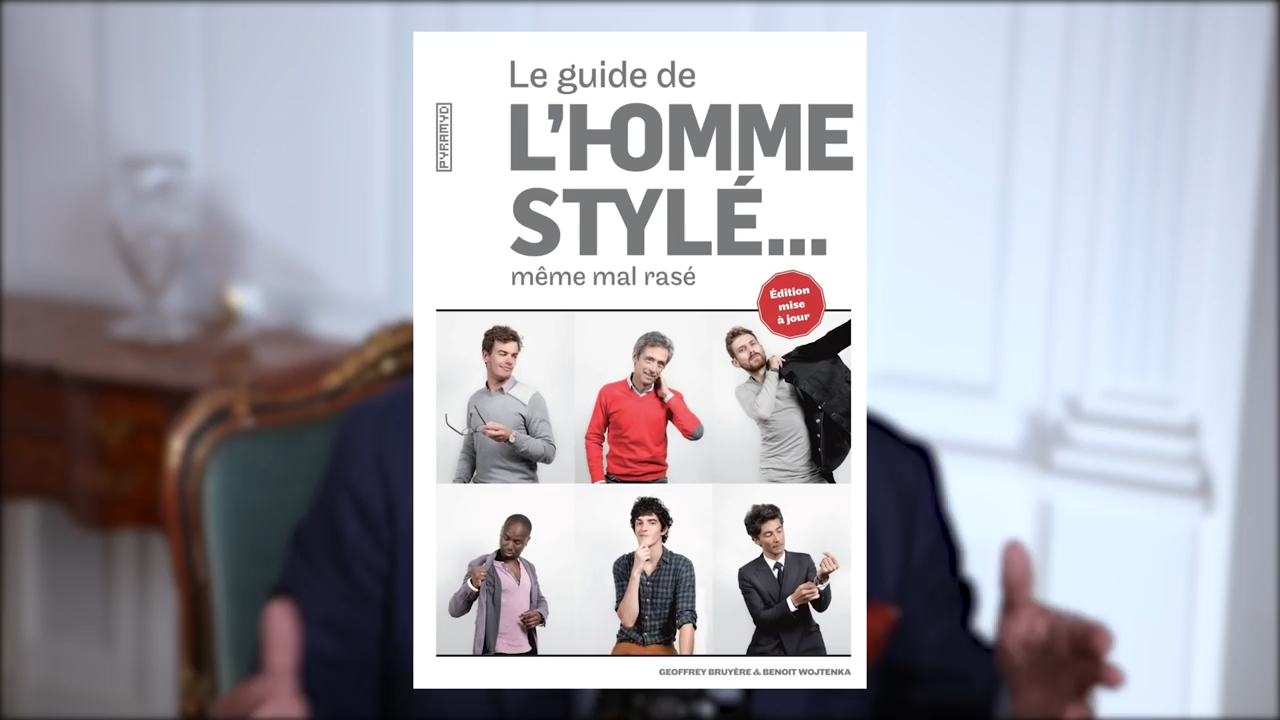 Le guide de
L'HOMME
STYLÉ...
même mal rasé
PYRAMYD
Édition
mise
à jour
GEOFFREY BRUYÈRE & BENOIT WOJTENKA